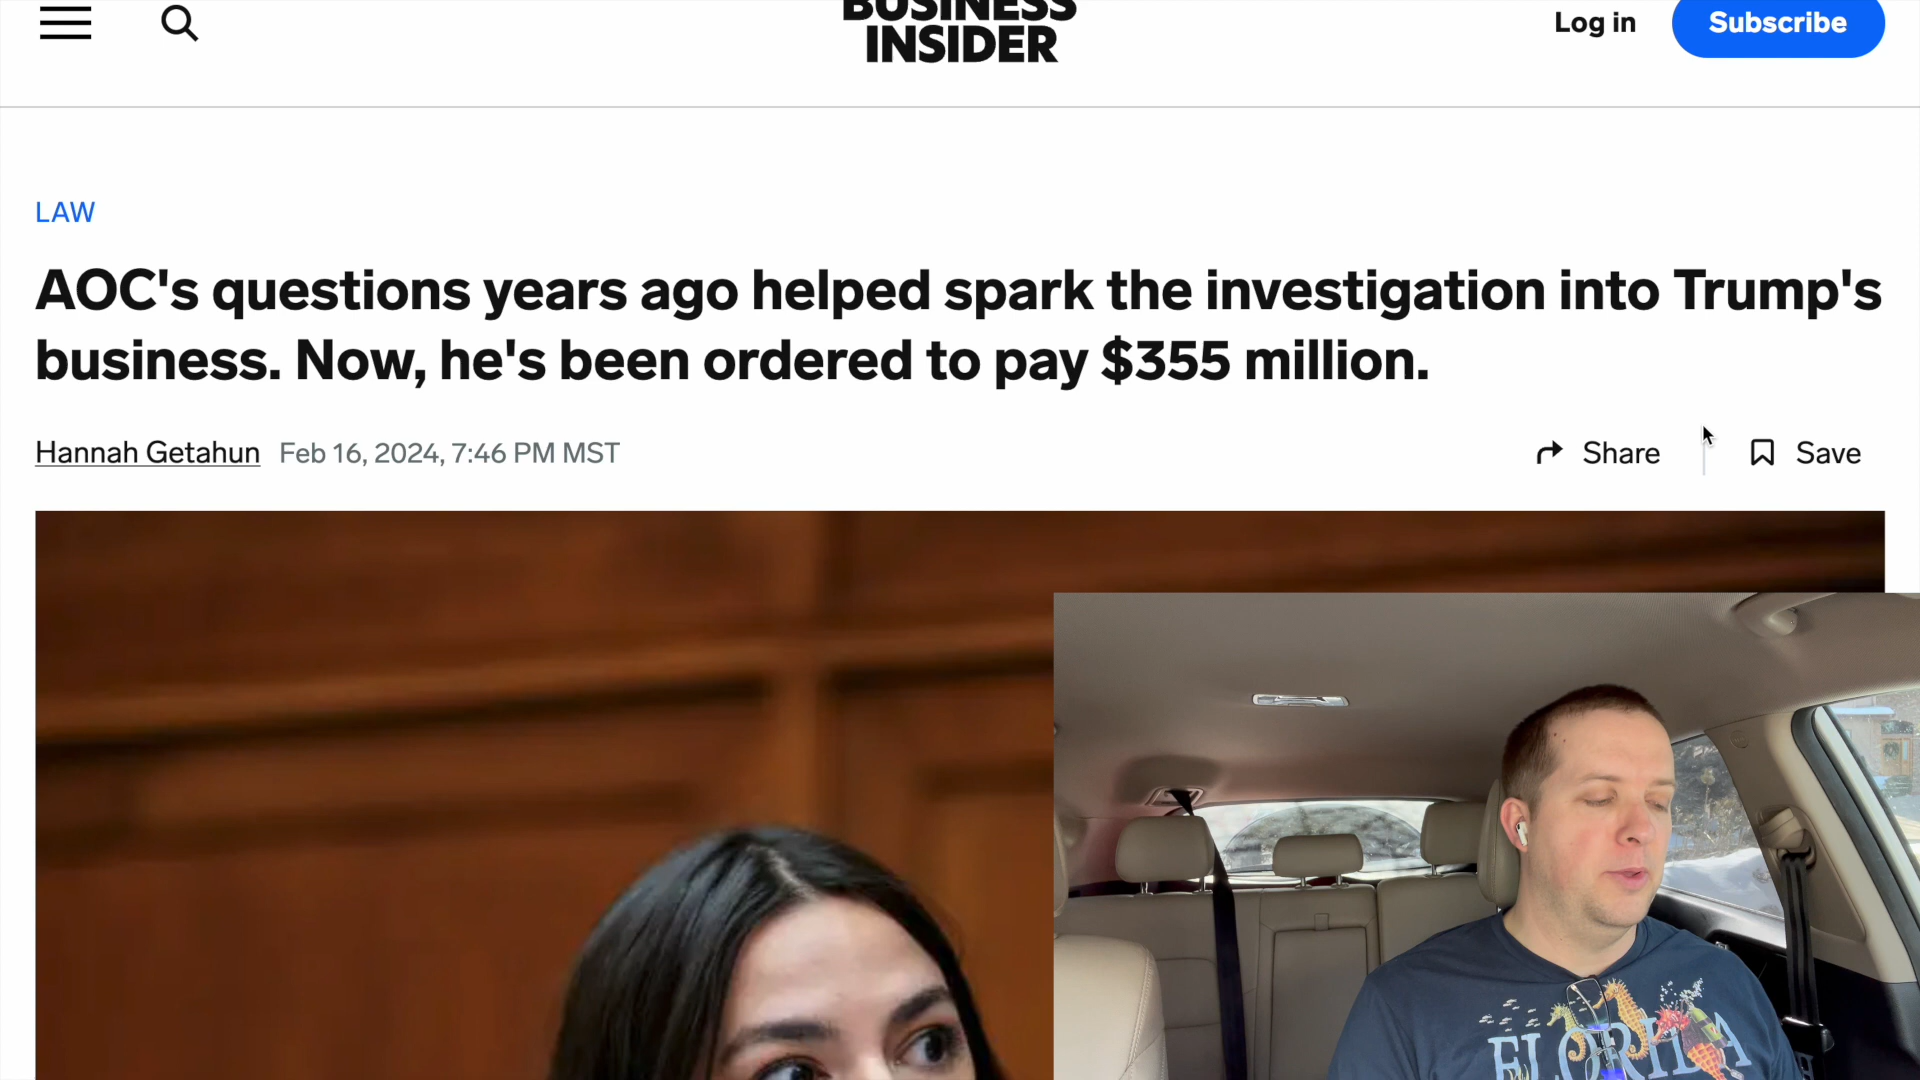 BUSINESS
INSIDER
Log in
Subscribe
LAW
AOC's questions years ago helped spark the investigation into Trump's
business. Now, he's been ordered to pay $355 million.
Hannah Getahun Feb 16, 2024, 7:46 PM MST
Share
Save
FLORIDA